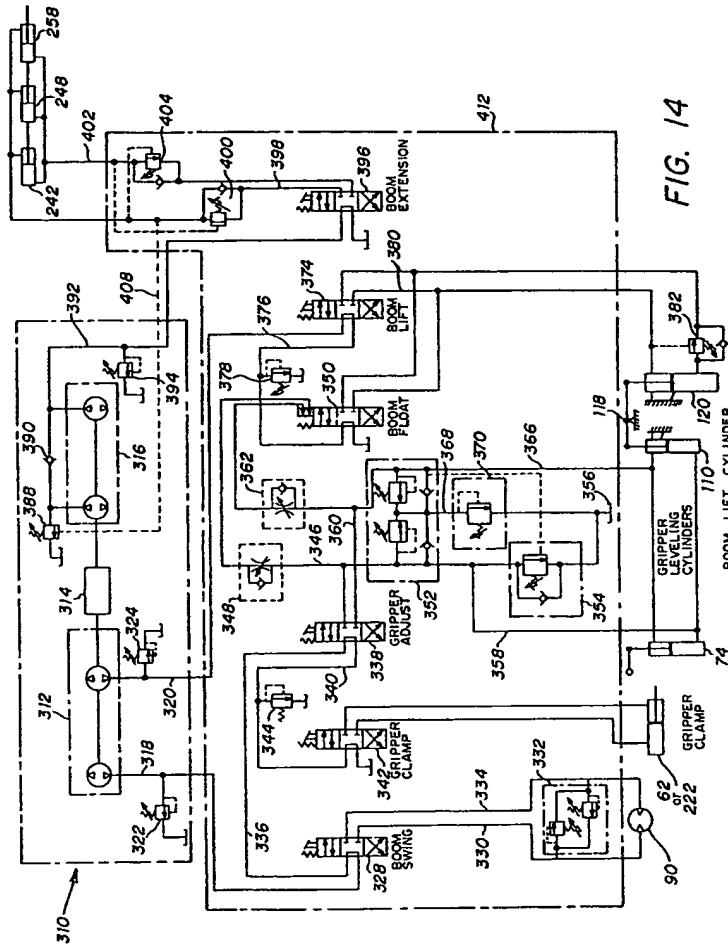 258
248
242
402
404
400
398
396
BOOM
EXTENSION
412
FIG. 14
408
392
394
390
388
316
314
312
324
320
318
322
310
374
376
378
380
BOOM
LIFT
350
BOOM
FLOAT
382
362
346
348
360
352
368
370
366
354
356
358
336
340
338
GRIPPER
ADJUST
344
342
GRIPPER
CLAMP
328
BOOM
SWING
330
334
332
90
62
or
222
GRIPPER
CLAMP
74
GRIPPER
LEVELING
CYLINDERS
110
118
120
BOOM LIFT CYLINDER